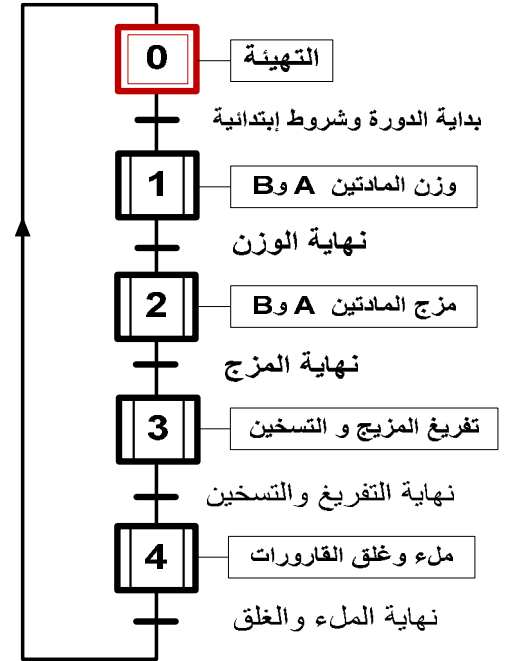 0
التهيئة
بداية الدورة وشروط إبتدائية
1
وزن المادتين A وB
نهاية الوزن
2
مزج المادتين A وB
نهاية المزج
3
تفريغ المزيج و التسخين
نهاية التفريغ والتسخين
4
ملء وغلق القارورات
نهاية الملء والغلق